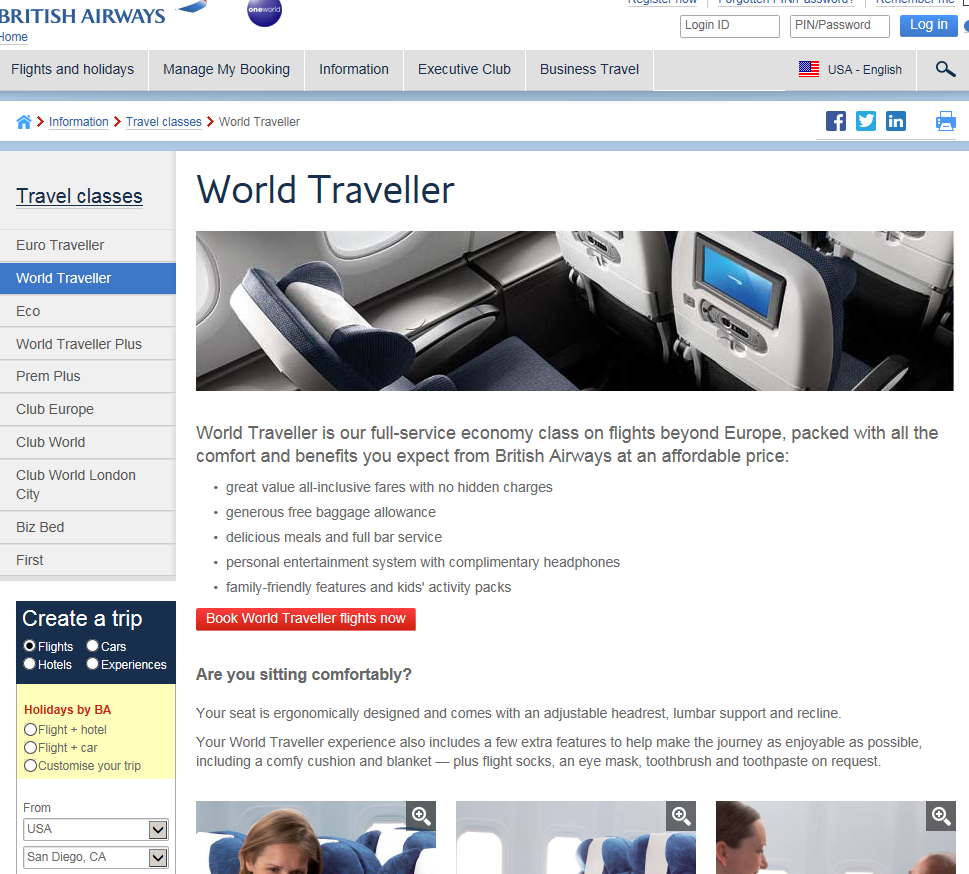 Register now Forgotten PIN/Password? Remember me
BRITISH AIRWAYS
oneworld
Login ID PIN/Password Log in
Home
Flights and holidays Manage My Booking Information Executive Club Business Travel USA - English
Information Travel classes World Traveller
Travel classes
Euro Traveller
World Traveller
Eco
World Traveller Plus
Prem Plus
Club Europe
Club World
Club World London
City
Biz Bed
First
World Traveller
World Traveller is our full-service economy class on flights beyond Europe, packed with all the
comfort and benefits you expect from British Airways at an affordable price:
• great value all-inclusive fares with no hidden charges
• generous free baggage allowance
• delicious meals and full bar service
• personal entertainment system with complimentary headphones
• family-friendly features and kids' activity packs
Book World Traveller flights now
Are you sitting comfortably?
Your seat is ergonomically designed and comes with an adjustable headrest, lumbar support and recline.
Your World Traveller experience also includes a few extra features to help make the journey as enjoyable as possible,
including a comfy cushion and blanket — plus flight socks, an eye mask, toothbrush and toothpaste on request.
Create a trip
Flights Cars
Hotels Experiences
Holidays by BA
Flight + hotel
Flight + car
Customise your trip
From
USA
San Diego, CA